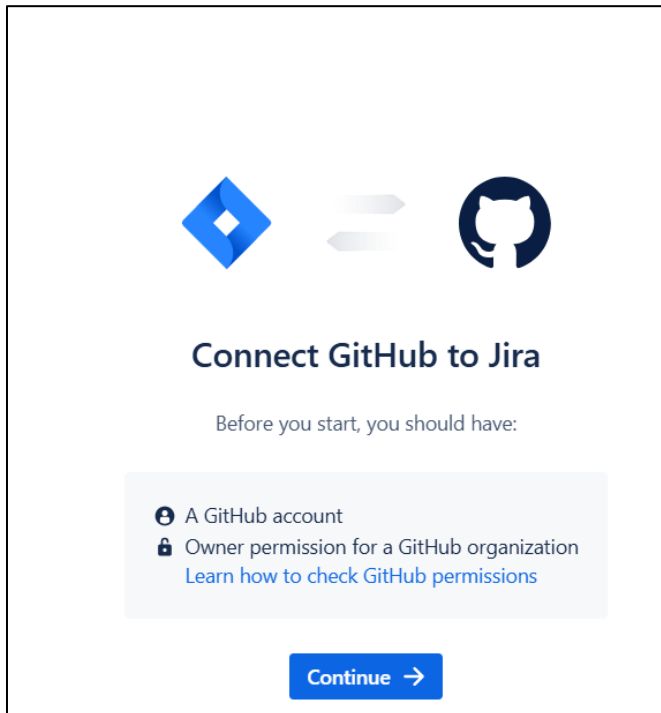 Connect GitHub to Jira
Before you start, you should have:
A GitHub account
Owner permission for a GitHub organization
Learn how to check GitHub permissions
Continue →